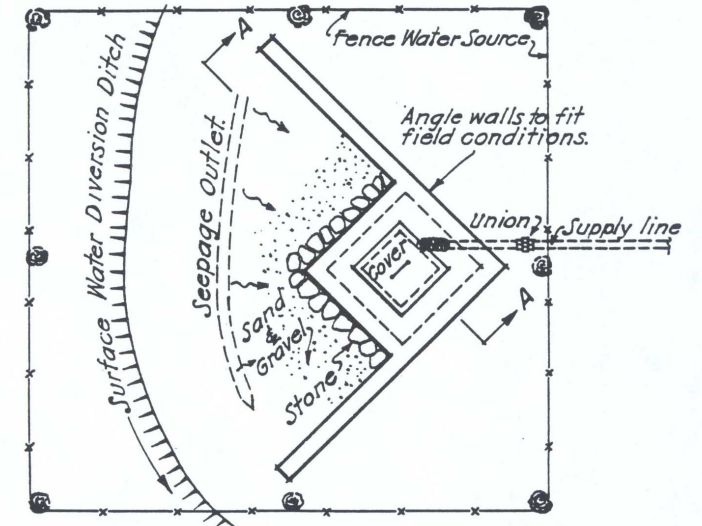 A
Fence Water Source
Angle walls to fit
field conditions.
Surface Water Diversion Ditch
Seepage Outlet
Union
Supply line
Cover
A
Sand
&
Gravel
Stone